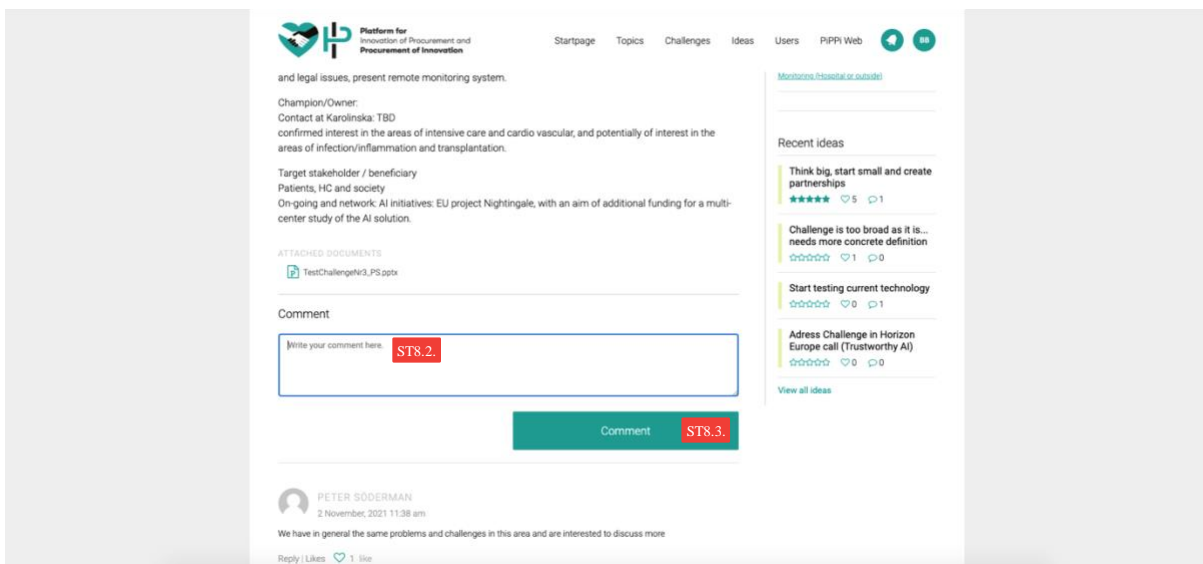 Platform for
Innovation of Procurement and
Procurement of Innovation
Startpage Topics Challenges Ideas Users PiPPi Web BB
and legal issues, present remote monitoring system.
Champion/Owner:
Contact at Karolinska: TBD
confirmed interest in the areas of intensive care and cardio vascular, and potentially of interest in the
areas of infection/inflammation and transplantation.
Target stakeholder / beneficiary
Patients, HC and society
On-going and network: AI initiatives: EU project Nightingale, with an aim of additional funding for a multi-
center study of the AI solution.
ATTACHED DOCUMENTS
TestChallengeNr3_PS.pptx
Comment
Write your comment here.
ST8.2.
Comment
ST8.3.
PETER SÖDERMAN
2 November, 2021 11:38 am
We have in general the same problems and challenges in this area and are interested to discuss more
Reply | Likes 1 like
Monitoring (Hospital or outside)
Recent ideas
Think big, start small and create
partnerships
5 1
Challenge is too broad as it is...
needs more concrete definition
1 0
Start testing current technology
0 1
Adress Challenge in Horizon
Europe call (Trustworthy AI)
0 0
View all ideas